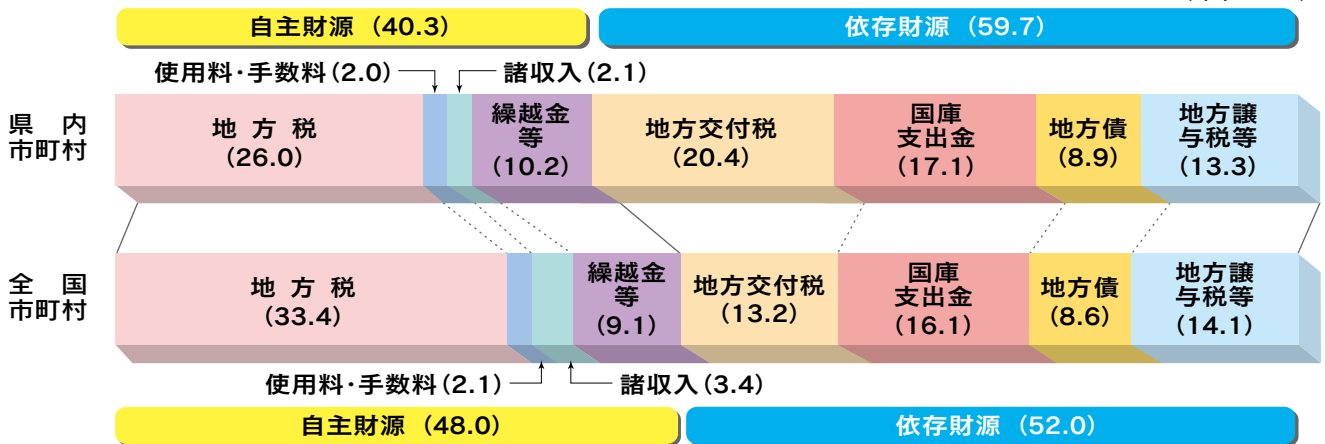 自主財源（40.3）
依存財源（59.7）
使用料・手数料（2.0）
諸収入（2.1）
県内
市町村
地方税
（26.0）
繰越金
等
（10.2）
地方交付税
（20.4）
国庫
支出金
（17.1）
地方債
（8.9）
地方譲
与税等
（13.3）
全国
市町村
地方税
（33.4）
繰越金
等
（9.1）
地方交付税
（13.2）
国庫
支出金
（16.1）
地方債
（8.6）
地方譲
与税等
（14.1）
使用料・手数料（2.1）
諸収入（3.4）
自主財源（48.0）
依存財源（52.0）